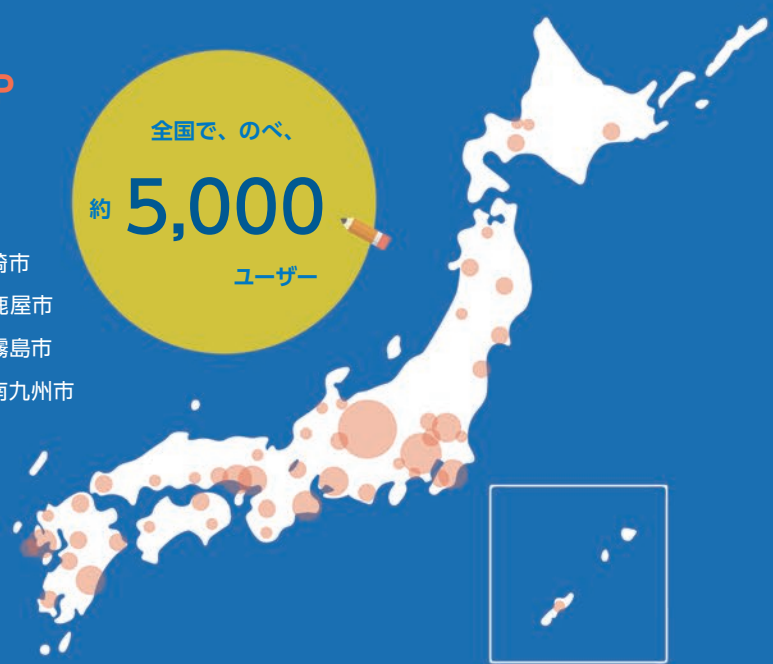 全国で、のべ、
約 5,000
ユーザー
崎市
鹿屋市
霧島市
南九州市